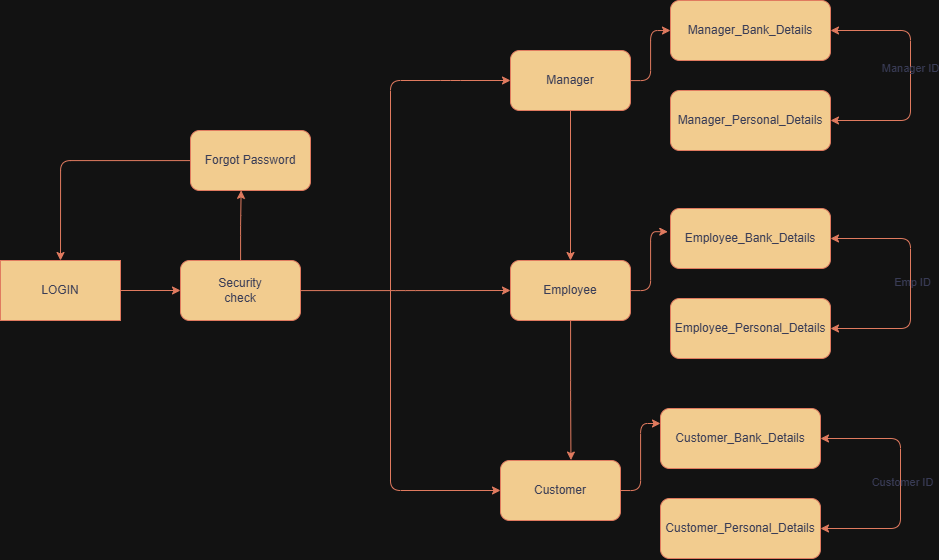 Manager_Bank_Details
Manager ID
Manager
Manager_Personal_Details
Forgot Password
Employee_Bank_Details
LOGIN
Security
check
Employee
Emp ID
Employee_Personal_Details
Customer_Bank_Details
Customer
Customer ID
Customer_Personal_Details